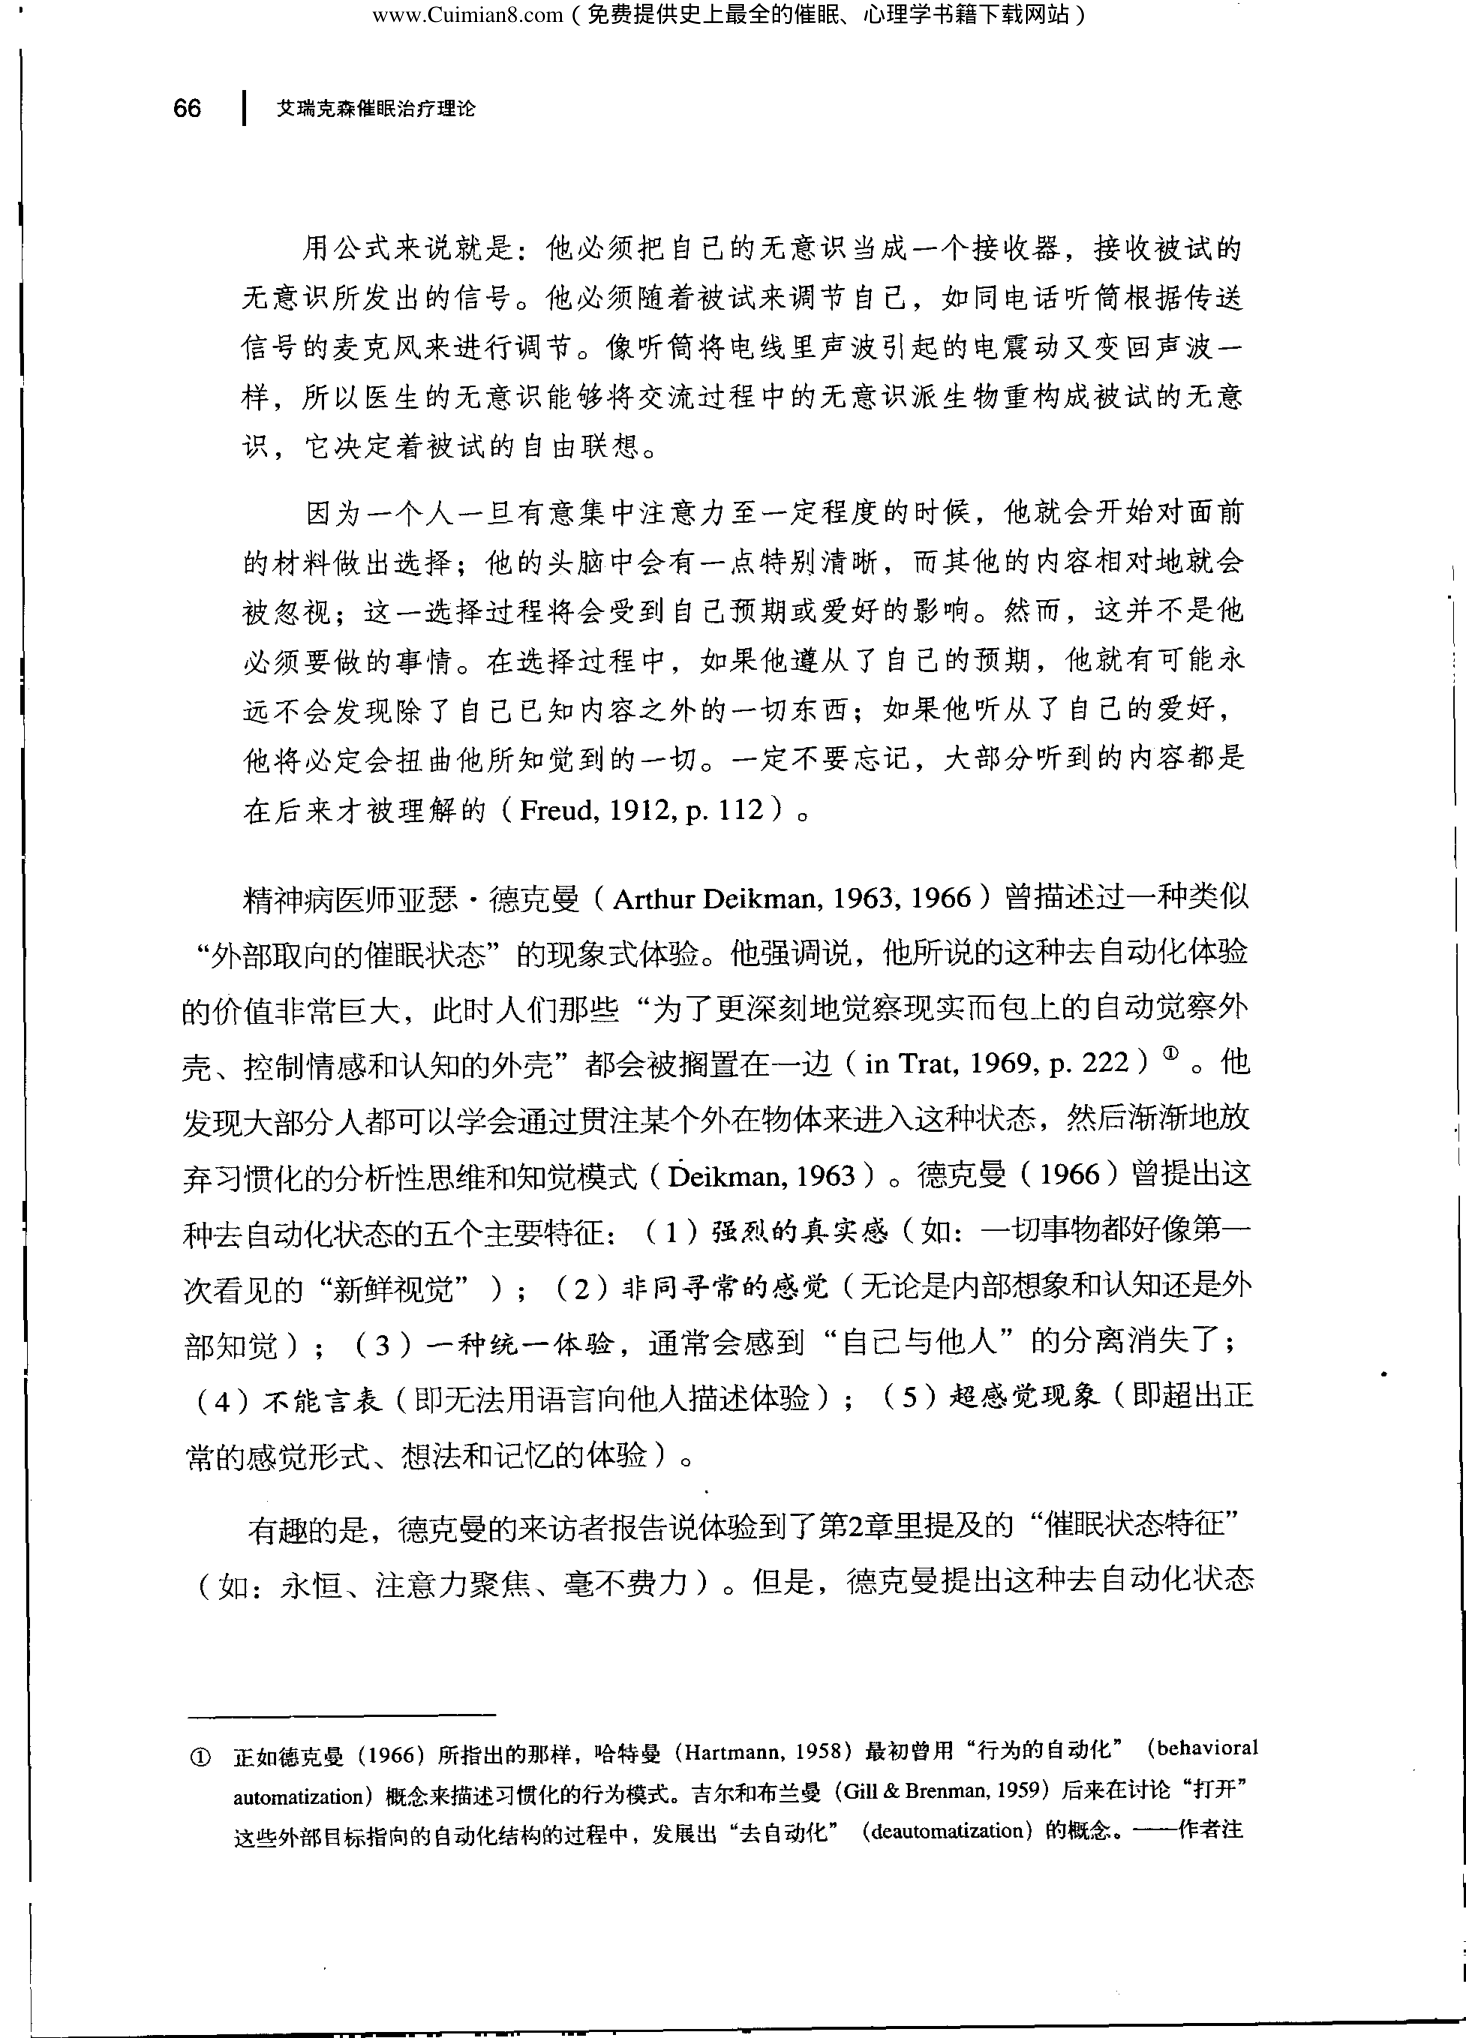 www.Cuimian8.com（免费提供史上最全的催眠、心理学书籍下载网站）
66 艾瑞克森催眠治疗理论
用公式来说就是：他必须把自己的无意识当成一个接收器，接收被试的
无意识所发出的信号。他必须随着被试来调节自己，如同电话听筒根据传送
信号的麦克风来进行调节。像听筒将电线里声波引起的电震动又变回声波一
样，所以医生的无意识能够将交流过程中的无意识派生物重构成被试的无意
识，它决定着被试的自由联想。
因为一个人一旦有意集中注意力至一定程度的时候，他就会开始对面前
的材料做出选择；他的头脑中会有一点特别清晰，而其他的内容相对地就会
被忽视；这一选择过程将会受到自己预期或爱好的影响。然而，这并不是他
必须要做的事情。在选择过程中，如果他遵从了自己的预期，他就有可能永
远不会发现除了自己已知内容之外的一切东西；如果他听从了自己的爱好，
他将必定会扭曲他所知觉到的一切。一定不要忘记，大部分听到的内容都是
在后来才被理解的（Freud, 1912, p. 112）。
精神病医师亚瑟·德克曼（Arthur Deikman, 1963, 1966）曾描述过一种类似
“外部取向的催眠状态”的现象式体验。他强调说，他所说的这种去自动化体验
的价值非常巨大，此时人们那些“为了更深刻地觉察现实而包上的自动觉察外
壳、控制情感和认知的外壳”都会被搁置在一边（in Trat, 1969, p. 222）①。他
发现大部分人都可以学会通过贯注某个外在物体来进入这种状态，然后渐渐地放
弃习惯化的分析性思维和知觉模式（Deikman, 1963）。德克曼（1966）曾提出这
种去自动化状态的五个主要特征：（1）强烈的真实感（如：一切事物都好像第一
次看见的“新鲜视觉”）；（2）非同寻常的感觉（无论是内部想象和认知还是外
部知觉）；（3）一种统一体验，通常会感到“自己与他人”的分离消失了；
（4）不能言表（即无法用语言向他人描述体验）；（5）超感觉现象（即超出正
常的感觉形式、想法和记忆的体验）。
有趣的是，德克曼的来访者报告说体验到了第2章里提及的“催眠状态特征”
（如：永恒、注意力聚焦、毫不费力）。但是，德克曼提出这种去自动化状态
① 正如德克曼（1966）所指出的那样，哈特曼（Hartmann, 1958）最初曾用“行为的自动化”（behavioral
automatization）概念来描述习惯化的行为模式。吉尔和布兰曼（Gill & Brenman, 1959）后来在讨论“打开”
这些外部目标指向的自动化结构的过程中，发展出“去自动化”（deautomatization）的概念。——作者注